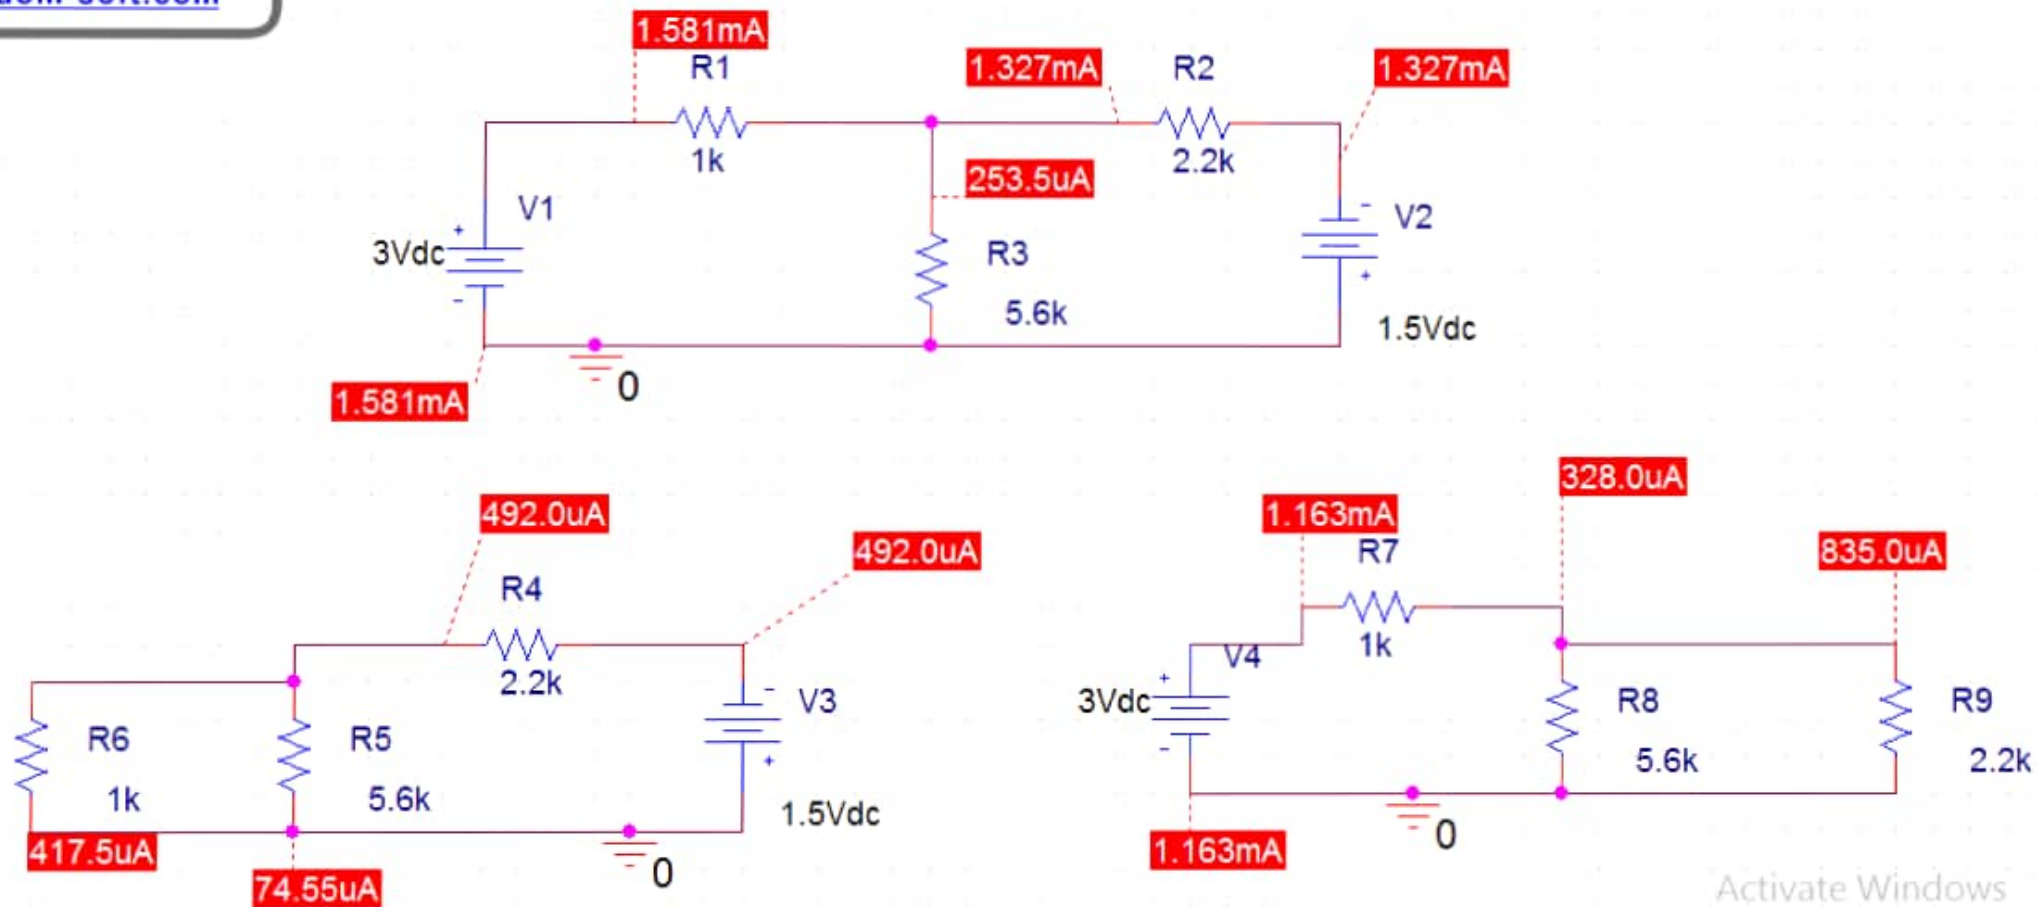 1.581mA
R1
1.327mA
R2
1.327mA
1k
2.2k
253.5uA
V1
+
3Vdc
-
R3
5.6k
-
V2
+
1.5Vdc
0
1.581mA
492.0uA
R4
492.0uA
2.2k
R6
1k
R5
5.6k
-
V3
+
1.5Vdc
417.5uA
74.55uA
0
1.163mA
R7
328.0uA
835.0uA
1k
V4
+
3Vdc
-
R8
5.6k
R9
2.2k
1.163mA
0
Activate Windows